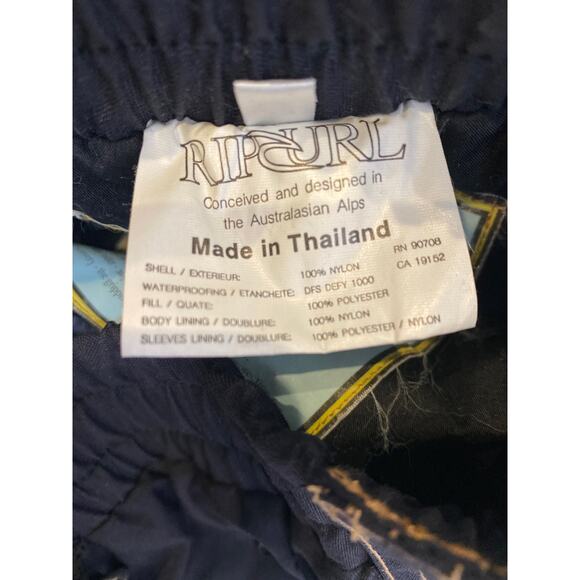 RIPCURL
Conceived and designed in
the Australasian Alps
Made in Thailand
RN 90708
CA 19152
SHELL / EXTERIEUR: 100% NYLON
WATERPROOFING / ETANCHEITE: DFS DEFY 1000
FILL / QUATE: 100% POLYESTER
BODY LINING / DOUBLURE: 100% NYLON
SLEEVES LINING / DOUBLURE: 100% POLYESTER / NYLON